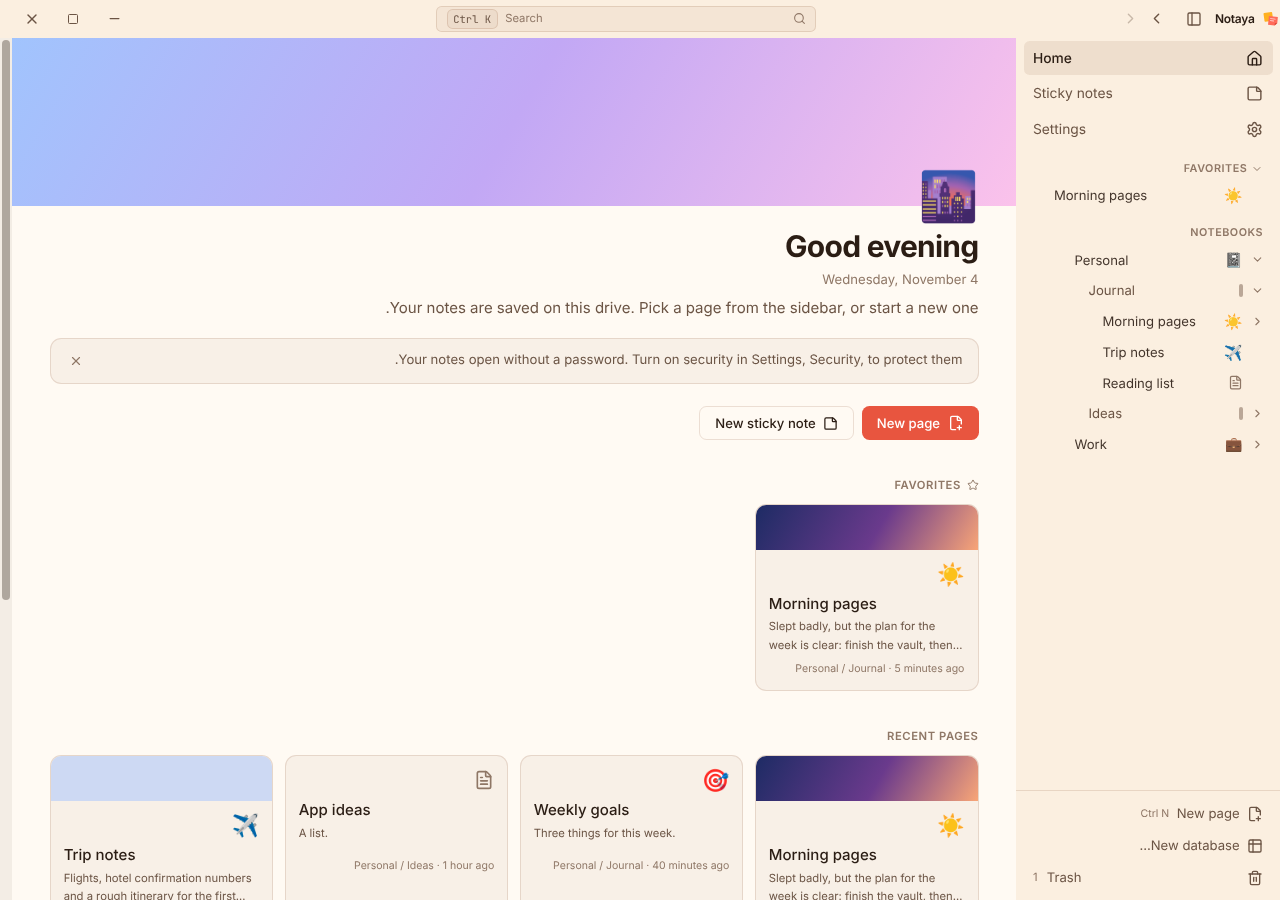 Ctrl K Search
Notaya
Home
Sticky notes
Settings
FAVORITES
Morning pages
NOTEBOOKS
Personal
Journal
Morning pages
Trip notes
Reading list
Ideas
Work
New page Ctrl N
New database...
Trash 1
Good evening
Wednesday, November 4
Your notes are saved on this drive. Pick a page from the sidebar, or start a new one.
Your notes open without a password. Turn on security in Settings, Security, to protect them.
New page
New sticky note
FAVORITES
Morning pages
Slept badly, but the plan for the
week is clear: finish the vault, then...
Personal / Journal · 5 minutes ago
RECENT PAGES
Morning pages
Slept badly, but the plan for the
week is clear: finish the vault, then...
Weekly goals
Three things for this week.
Personal / Journal · 40 minutes ago
App ideas
A list.
Personal / Ideas · 1 hour ago
Trip notes
Flights, hotel confirmation numbers
and a rough itinerary for the first...